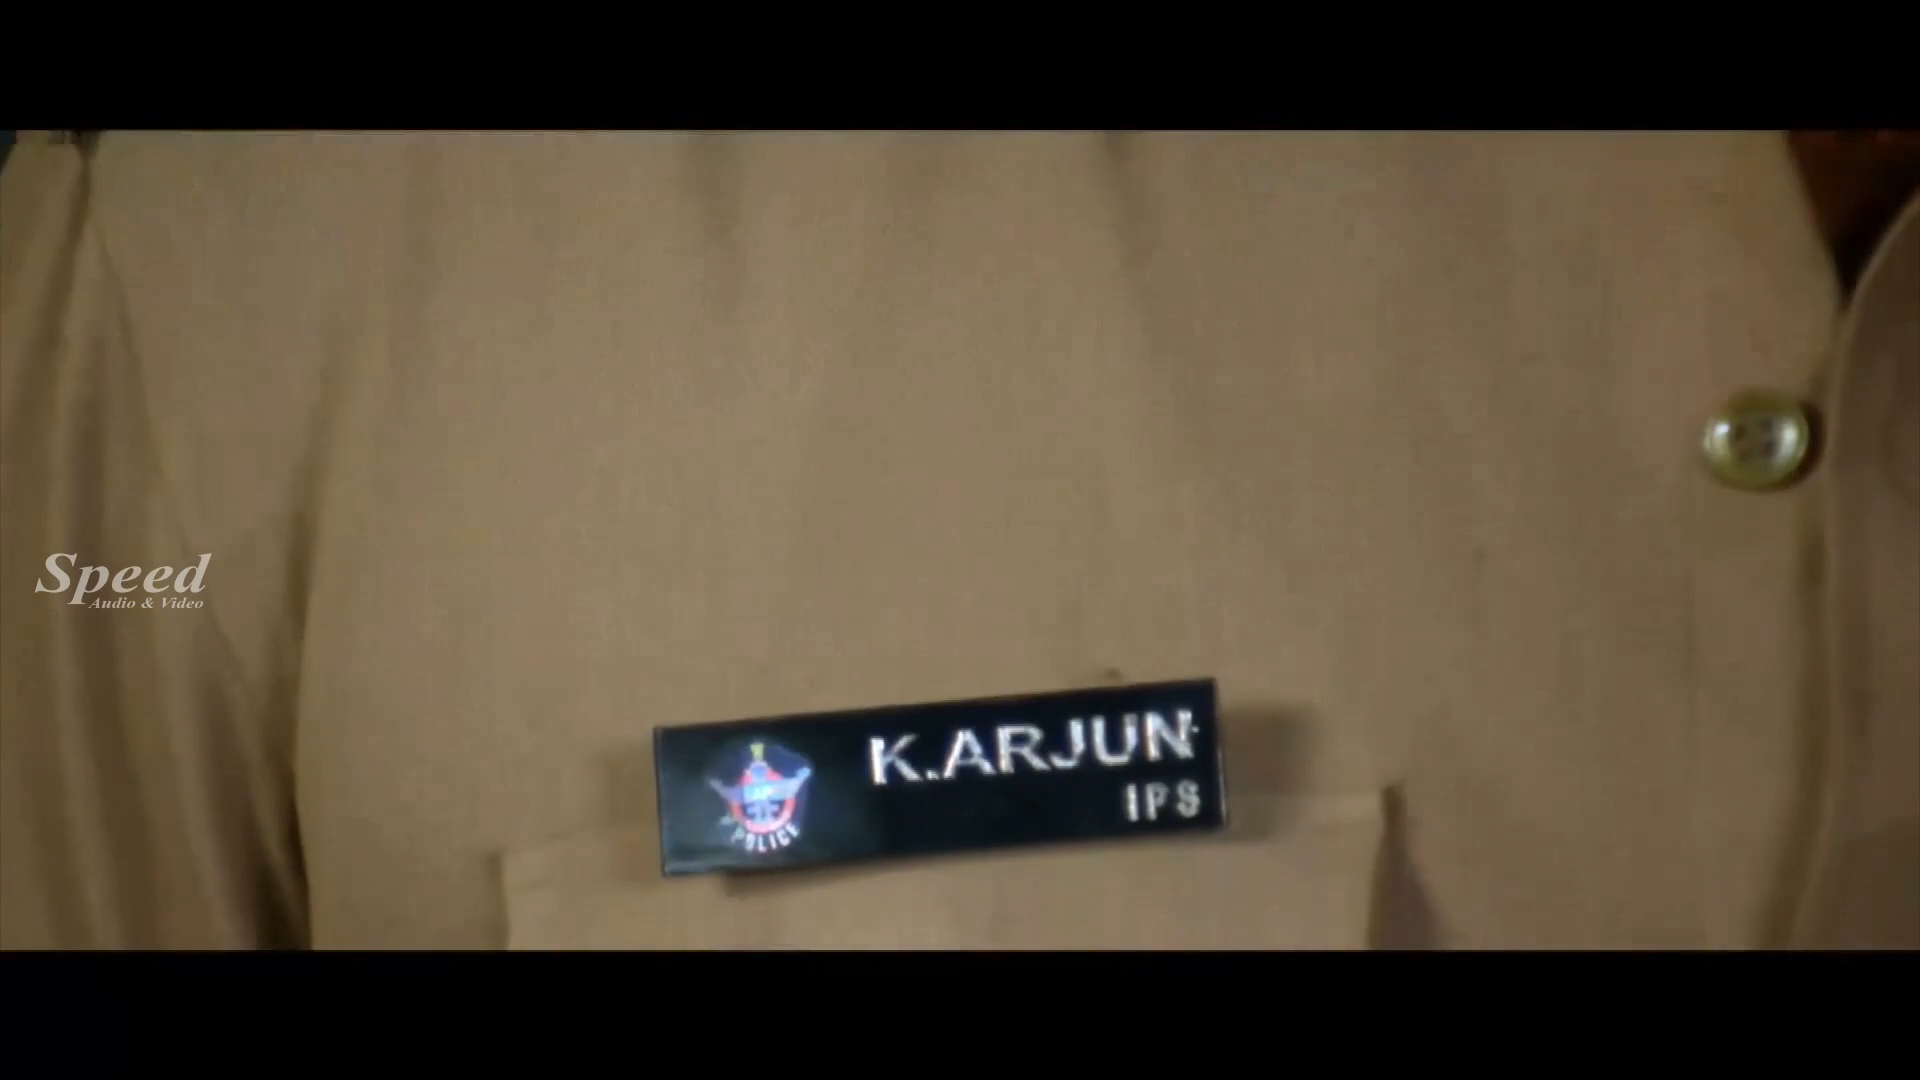 Speed
Audio & Video
K.ARJUN
IPS
POLICE